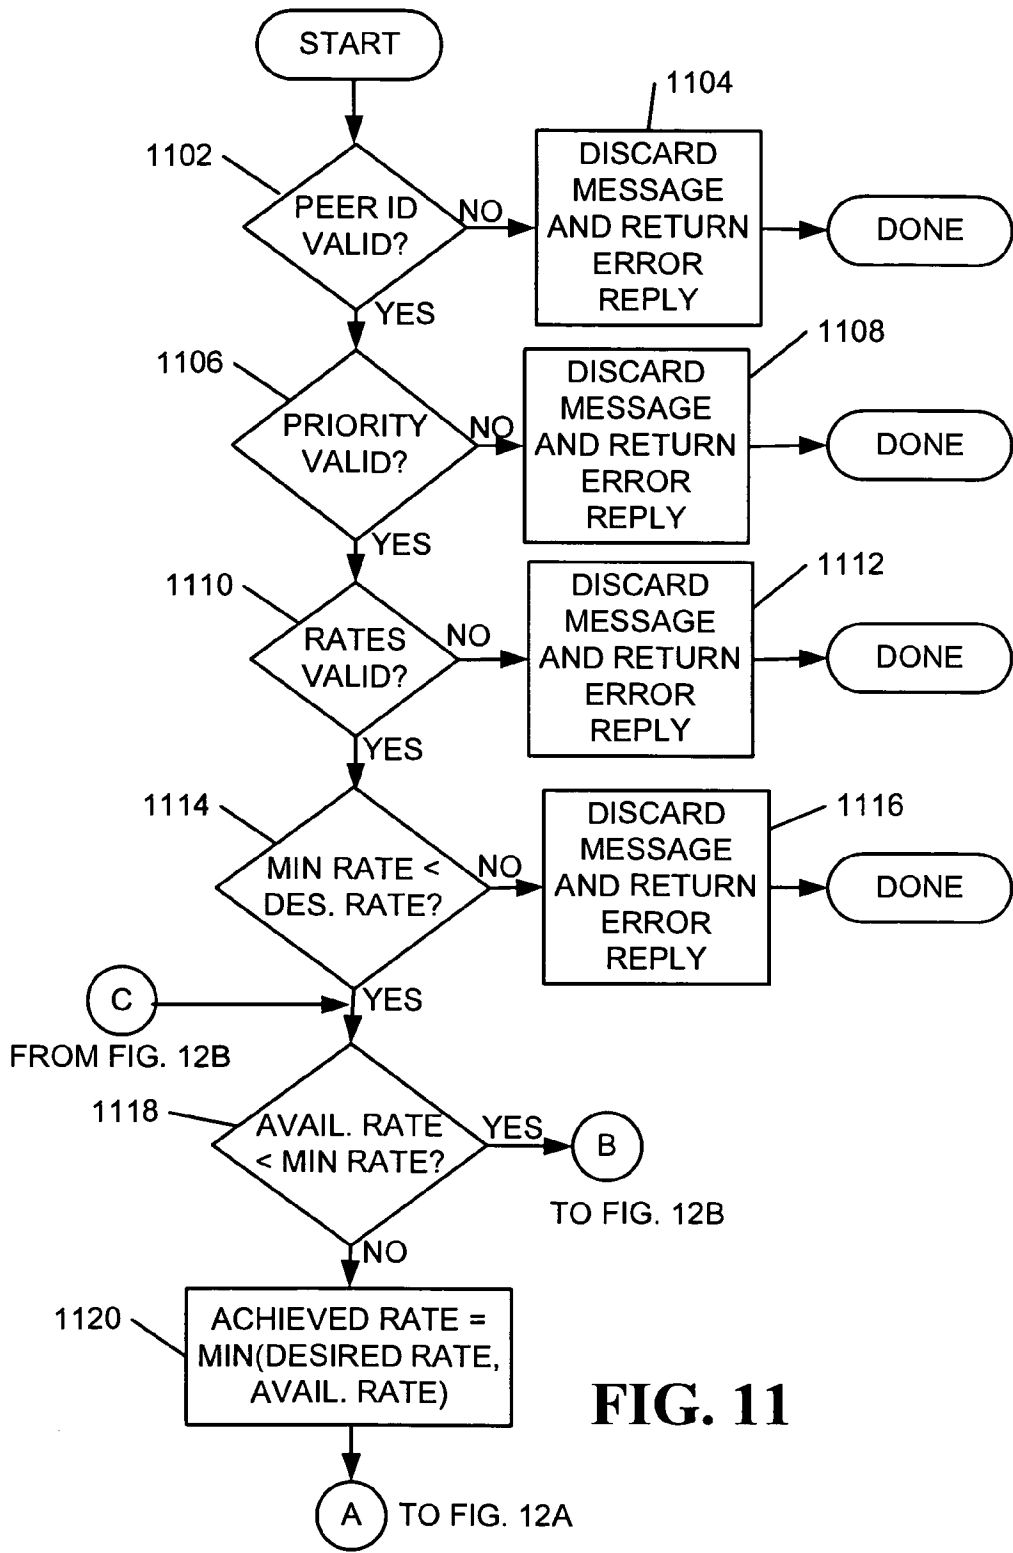 START
1104
1102
PEER ID
VALID?
NO
DISCARD
MESSAGE
AND RETURN
ERROR
REPLY
DONE
YES
1108
1106
PRIORITY
VALID?
NO
DISCARD
MESSAGE
AND RETURN
ERROR
REPLY
DONE
YES
1112
1110
RATES
VALID?
NO
DISCARD
MESSAGE
AND RETURN
ERROR
REPLY
DONE
YES
1116
1114
MIN RATE <
DES. RATE?
NO
DISCARD
MESSAGE
AND RETURN
ERROR
REPLY
DONE
YES
C
FROM FIG. 12B
1118
AVAIL. RATE
< MIN RATE?
YES
B
TO FIG. 12B
NO
1120
ACHIEVED RATE =
MIN(DESIRED RATE,
AVAIL. RATE)
FIG. 11
A
TO FIG. 12A